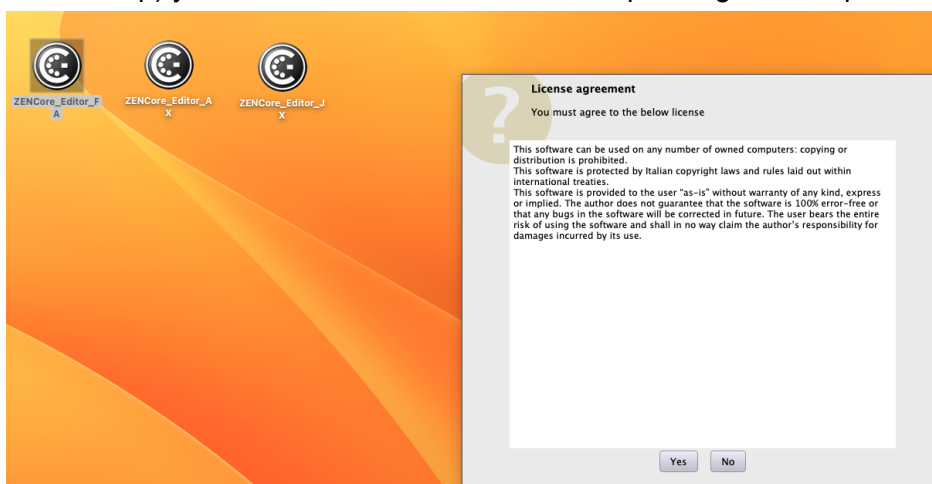 ZENCore_Editor_F
A
ZENCore_Editor_A
X
ZENCore_Editor_J
X
License agreement
You must agree to the below license
This software can be used on any number of owned computers: copying or
distribution is prohibited.
This software is protected by Italian copyright laws and rules laid out within
international treaties.
This software is provided to the user “as-is” without warranty of any kind, express
or implied. The author does not guarantee that the software is 100% error-free or
that any bugs in the software will be corrected in future. The user bears the entire
risk of using the software and shall in no way claim the author's responsibility for
damages incurred by its use.
Yes
No